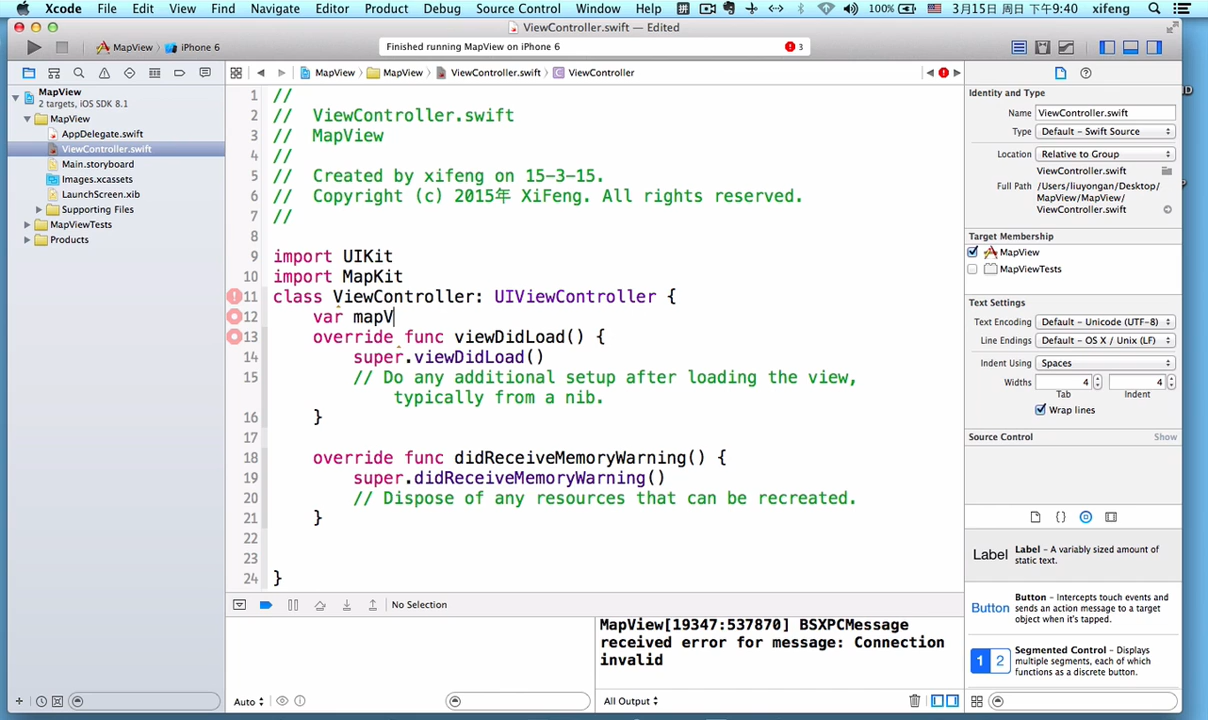 Xcode File Edit View Find Navigate Editor Product Debug Source Control Window Help 拼 100% 3月15日 周日 下午9:40 xifeng
ViewController.swift — Edited
MapView iPhone 6 Finished running MapView on iPhone 6 3
MapView MapView ViewController.swift C ViewController
MapView
2 targets, iOS SDK 8.1
MapView
AppDelegate.swift
ViewController.swift
Main.storyboard
Images.xcassets
LaunchScreen.xib
Supporting Files
MapViewTests
Products
1 //
2 // ViewController.swift
3 // MapView
4 //
5 // Created by xifeng on 15-3-15.
6 // Copyright (c) 2015年 XiFeng. All rights reserved.
7 //
8
9 import UIKit
10 import MapKit
11 class ViewController: UIViewController {
12 var mapV
13 override func viewDidLoad() {
14 super.viewDidLoad()
15 // Do any additional setup after loading the view,
typically from a nib.
16 }
17
18 override func didReceiveMemoryWarning() {
19 super.didReceiveMemoryWarning()
20 // Dispose of any resources that can be recreated.
21 }
22
23
24 }
No Selection
MapView[19347:537870] BSXPCMessage
received error for message: Connection
invalid
Auto
All Output
Identity and Type
Name ViewController.swift
Type Default - Swift Source
Location Relative to Group
ViewController.swift
Full Path /Users/liuyongan/Desktop/
MapView/MapView/
ViewController.swift
Target Membership
MapView
MapViewTests
Text Settings
Text Encoding Default - Unicode (UTF-8)
Line Endings Default - OS X / Unix (LF)
Indent Using Spaces
Widths 4 4
Tab Indent
Wrap lines
Source Control Show
Label Label - A variably sized amount of
static text.
Button Button - Intercepts touch events and
sends an action message to a target
object when it's tapped.
1 2 Segmented Control - Displays
multiple segments, each of which
functions as a discrete button.